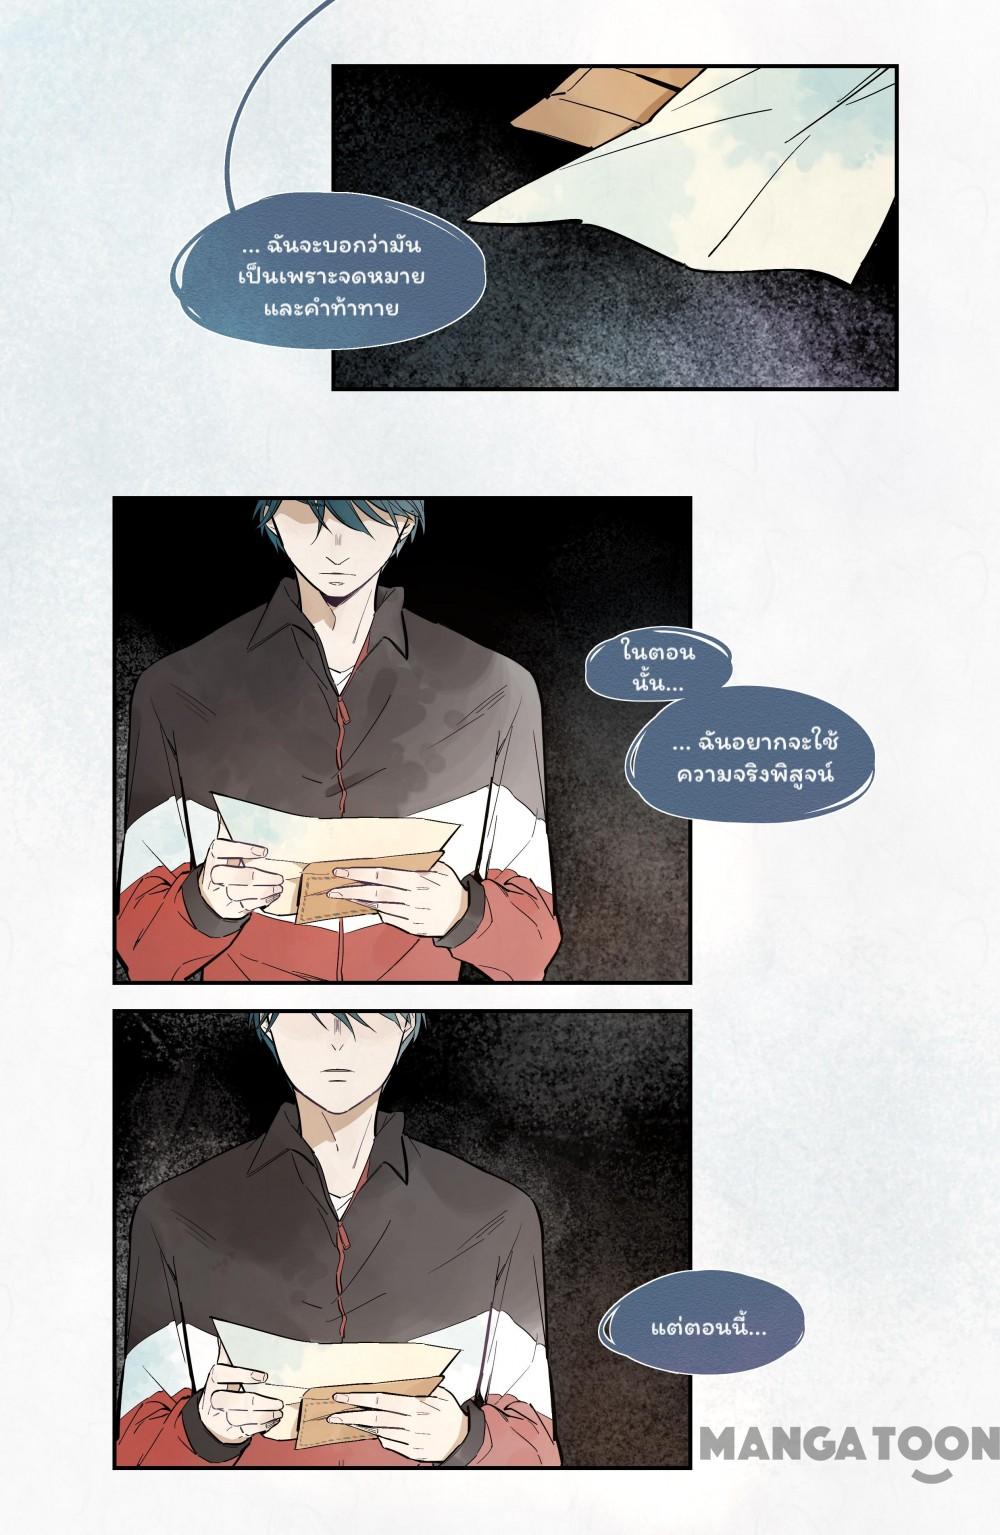 ... ฉันจะบอกว่ามัน
เป็นเพราะจดหมาย
และคำท้าทาย
ในตอน
นั้น...
... ฉันอยากจะใช้
ความจริงพิสูจน์
แต่ตอนนี้...
MANGATOON